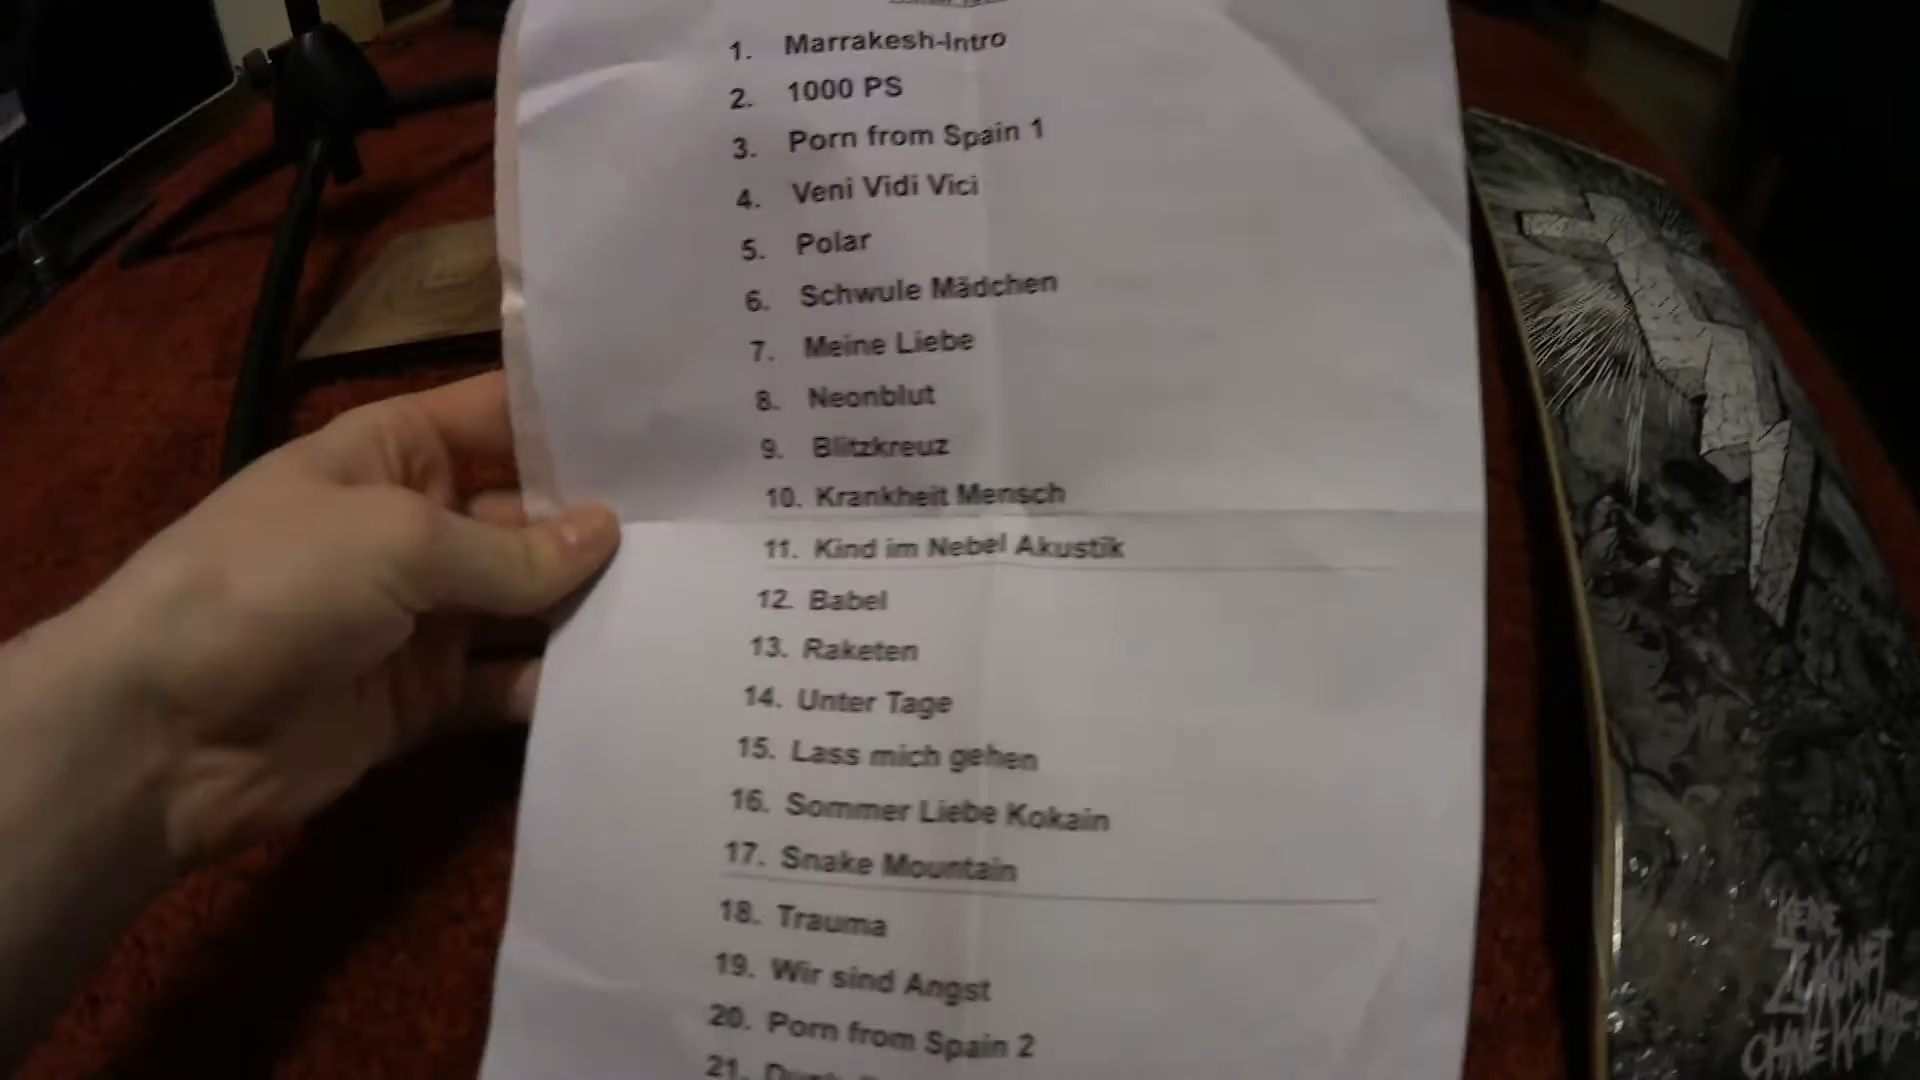 1. Marrakesh-Intro
2. 1000 PS
3. Porn from Spain 1
4. Veni Vidi Vici
5. Polar
6. Schwule Mädchen
7. Meine Liebe
8. Neonblut
9. Blitzkreuz
10. Krankheit Mensch
11. Kind im Nebel Akustik
12. Babel
13. Raketen
14. Unter Tage
15. Lass mich gehen
16. Sommer Liebe Kokain
17. Snake Mountain
18. Trauma
19. Wir sind Angst
20. Porn from Spain 2
21.
KEINE
ZUKUNFT
OHNE